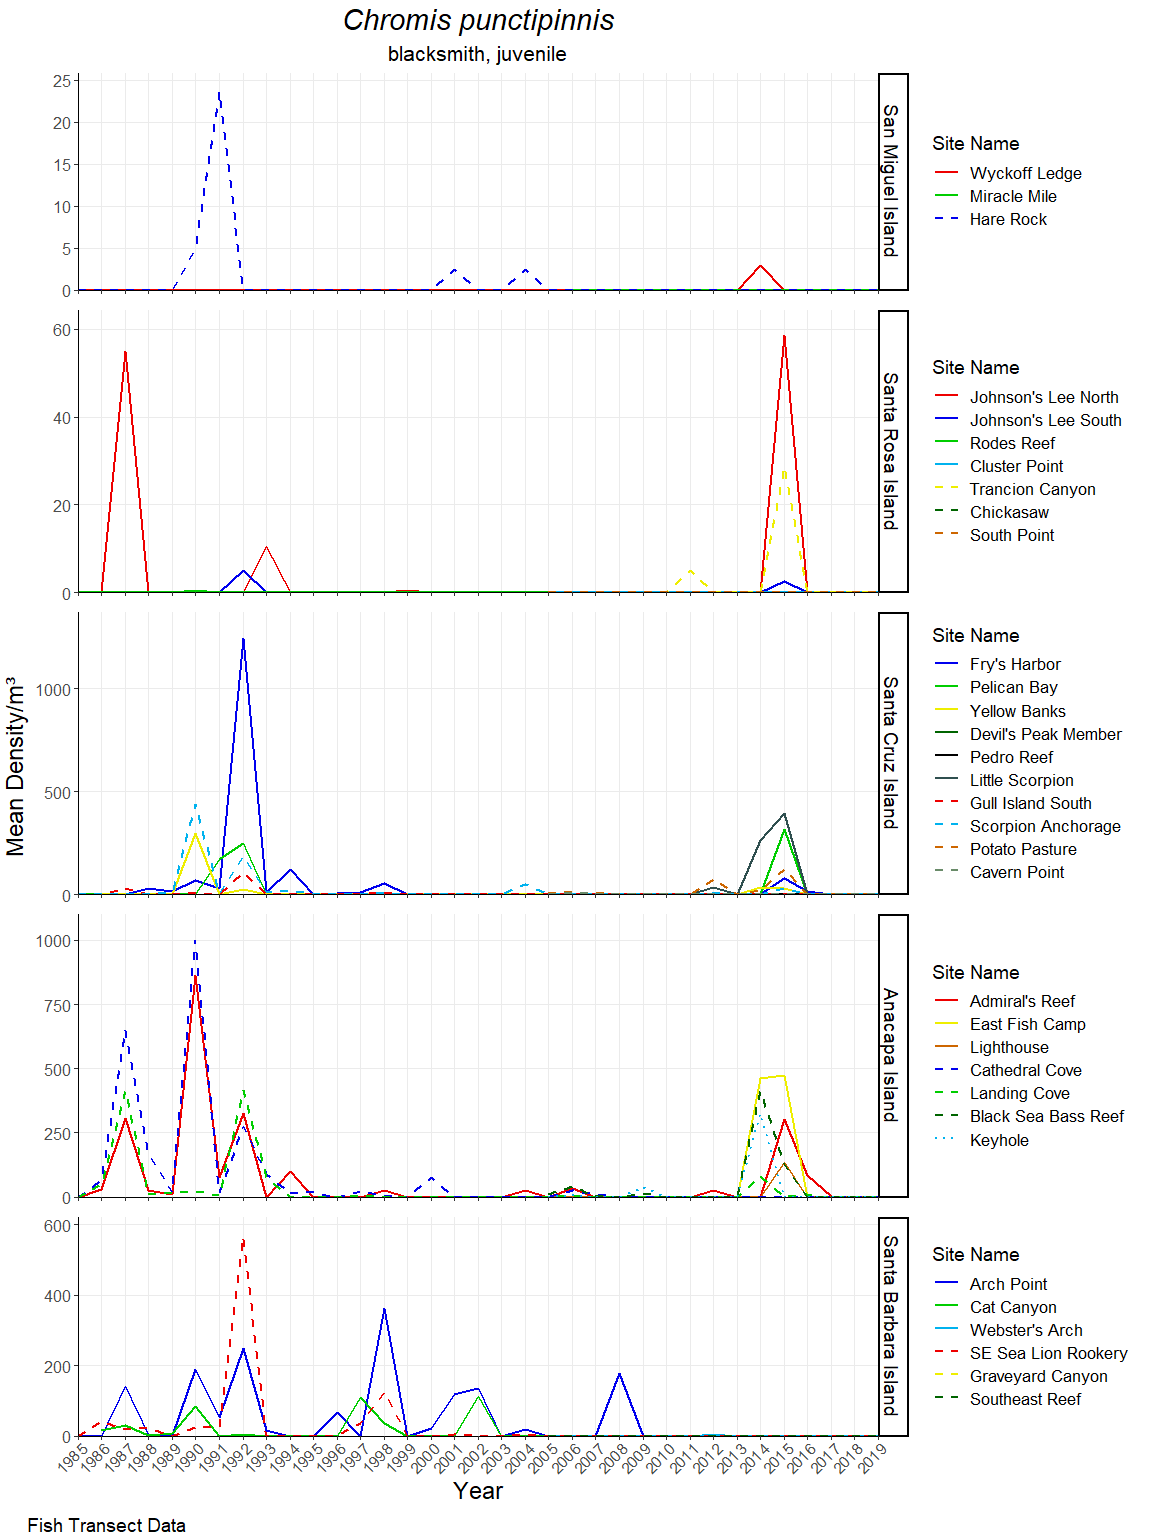 Chromis punctipinnis
blacksmith, juvenile
Mean Density/m³
25
20
15
10
5
0
San Miguel Island
Site Name
Wyckoff Ledge
Miracle Mile
Hare Rock
60
40
20
0
Santa Rosa Island
Site Name
Johnson's Lee North
Johnson's Lee South
Rodes Reef
Cluster Point
Trancion Canyon
Chickasaw
South Point
1000
500
0
Santa Cruz Island
Site Name
Fry's Harbor
Pelican Bay
Yellow Banks
Devil's Peak Member
Pedro Reef
Little Scorpion
Gull Island South
Scorpion Anchorage
Potato Pasture
Cavern Point
1000
750
500
250
0
Anacapa Island
Site Name
Admiral's Reef
East Fish Camp
Lighthouse
Cathedral Cove
Landing Cove
Black Sea Bass Reef
Keyhole
600
400
200
0
Santa Barbara Island
Site Name
Arch Point
Cat Canyon
Webster's Arch
SE Sea Lion Rookery
Graveyard Canyon
Southeast Reef
1985 1986 1987 1988 1989 1990 1991 1992 1993 1994 1995 1996 1997 1998 1999 2000 2001 2002 2003 2004 2005 2006 2007 2008 2009 2010 2011 2012 2013 2014 2015 2016 2017 2018 2019
Year
Fish Transect Data